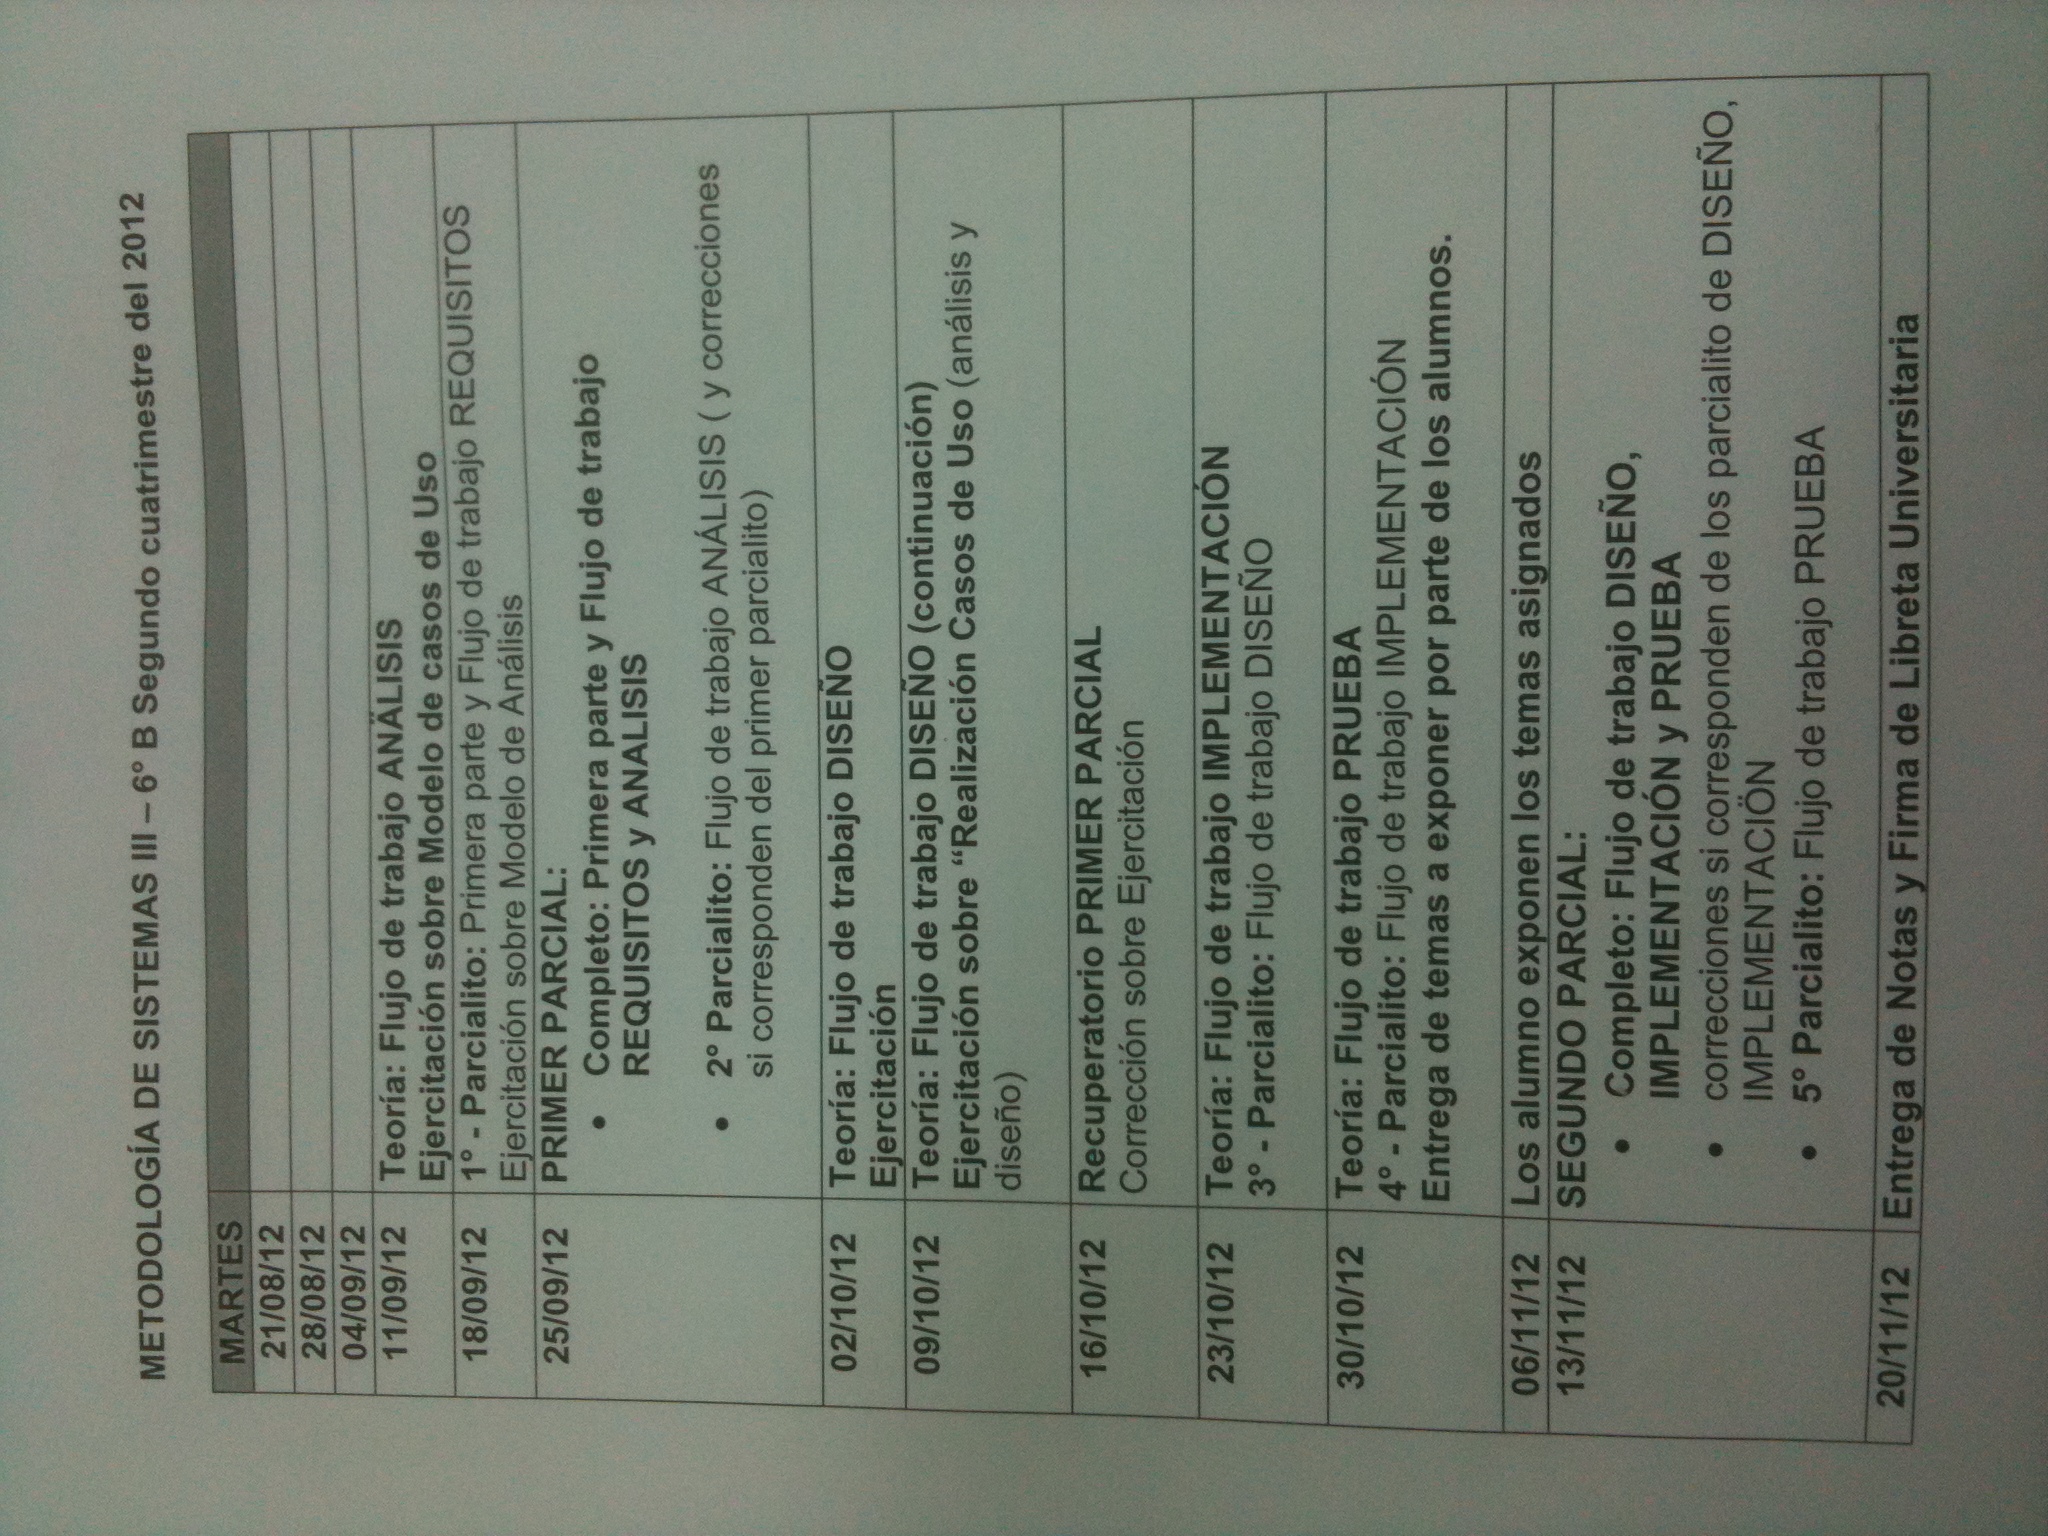 METODOLOGÍA DE SISTEMAS III – 6° B Segundo cuatrimestre del 2012
MARTES
21/08/12
28/08/12
04/09/12
11/09/12 Teoría: Flujo de trabajo ANÄLISIS
Ejercitación sobre Modelo de casos de Uso
18/09/12 1° - Parcialito: Primera parte y Flujo de trabajo REQUISITOS
Ejercitación sobre Modelo de Análisis
25/09/12 PRIMER PARCIAL:
• Completo: Primera parte y Flujo de trabajo
REQUISITOS y ANALISIS
• 2° Parcialito: Flujo de trabajo ANÁLISIS ( y correcciones
si corresponden del primer parcialito)
02/10/12 Teoría: Flujo de trabajo DISEÑO
Ejercitación
09/10/12 Teoría: Flujo de trabajo DISEÑO (continuación)
Ejercitación sobre “Realización Casos de Uso (análisis y
diseño)
16/10/12 Recuperatorio PRIMER PARCIAL
Corrección sobre Ejercitación
23/10/12 Teoría: Flujo de trabajo IMPLEMENTACIÓN
3° - Parcialito: Flujo de trabajo DISEÑO
30/10/12 Teoría: Flujo de trabajo PRUEBA
4° - Parcialito: Flujo de trabajo IMPLEMENTACIÓN
Entrega de temas a exponer por parte de los alumnos.
06/11/12 Los alumno exponen los temas asignados
13/11/12 SEGUNDO PARCIAL:
• Completo: Flujo de trabajo DISEÑO,
IMPLEMENTACIÓN y PRUEBA
• correcciones si corresponden de los parcialito de DISEÑO,
IMPLEMENTACIÖN
• 5° Parcialito: Flujo de trabajo PRUEBA
20/11/12 Entrega de Notas y Firma de Libreta Universitaria